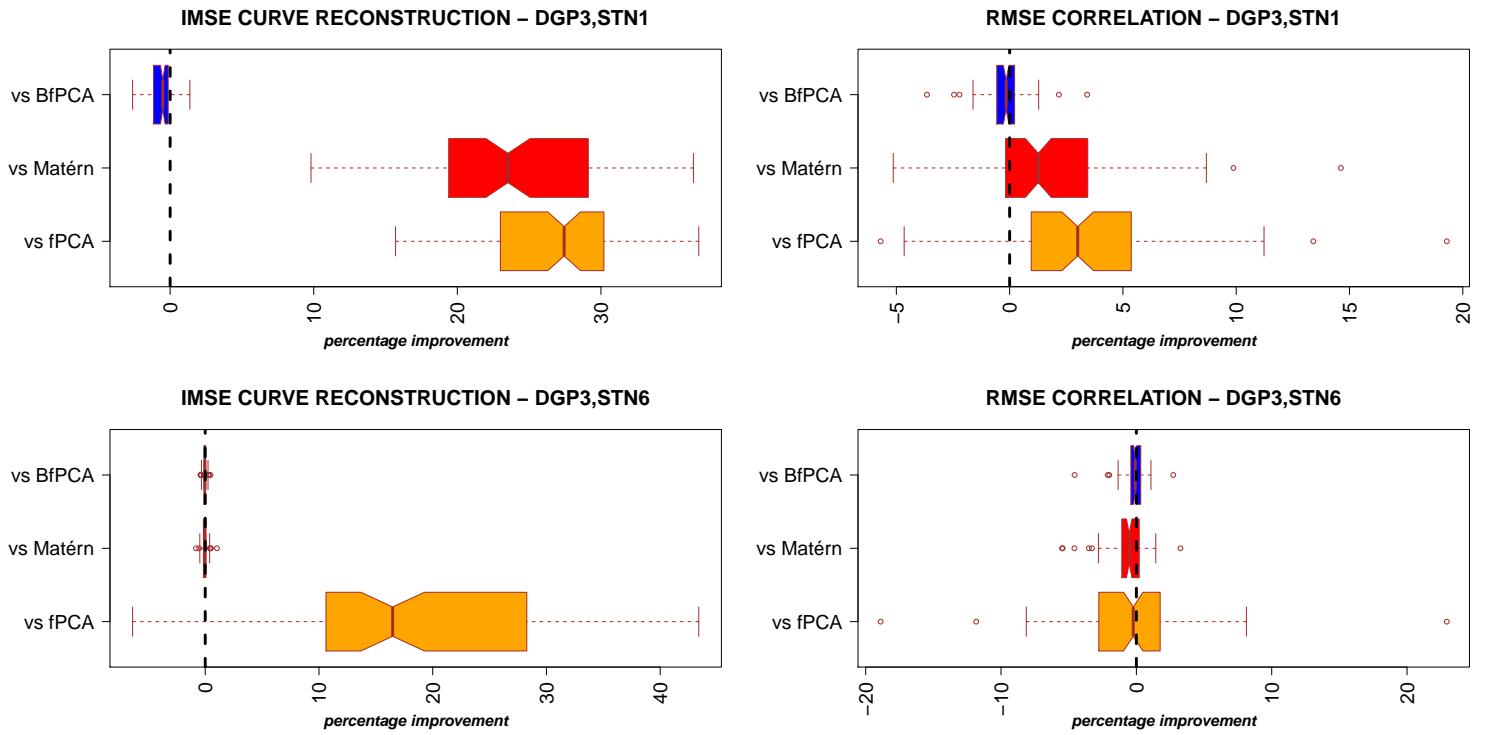 IMSE CURVE RECONSTRUCTION – DGP3,STN1
vs BfPCA
vs Matérn
vs fPCA
0 10 20 30
percentage improvement
RMSE CORRELATION – DGP3,STN1
vs BfPCA
vs Matérn
vs fPCA
−5 0 5 10 15 20
percentage improvement
IMSE CURVE RECONSTRUCTION – DGP3,STN6
vs BfPCA
vs Matérn
vs fPCA
0 10 20 30 40
percentage improvement
RMSE CORRELATION – DGP3,STN6
vs BfPCA
vs Matérn
vs fPCA
−20 −10 0 10 20
percentage improvement